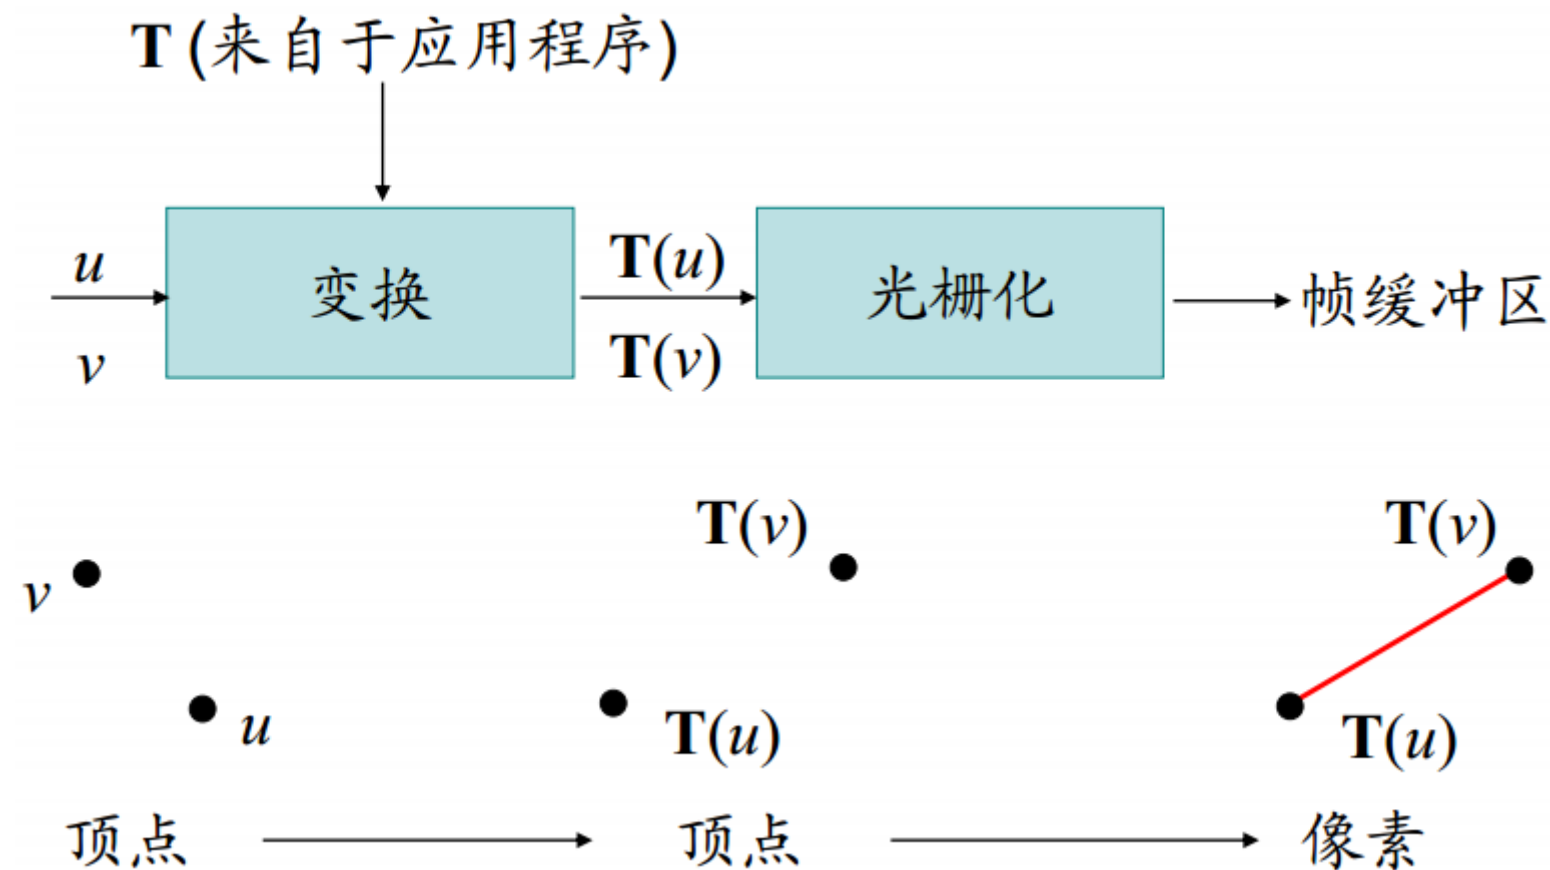 T (来自于应用程序)
u
v
变换
T(u)
T(v)
光栅化
帧缓冲区
v
u
T(v)
T(u)
T(v)
T(u)
顶点
顶点
像素